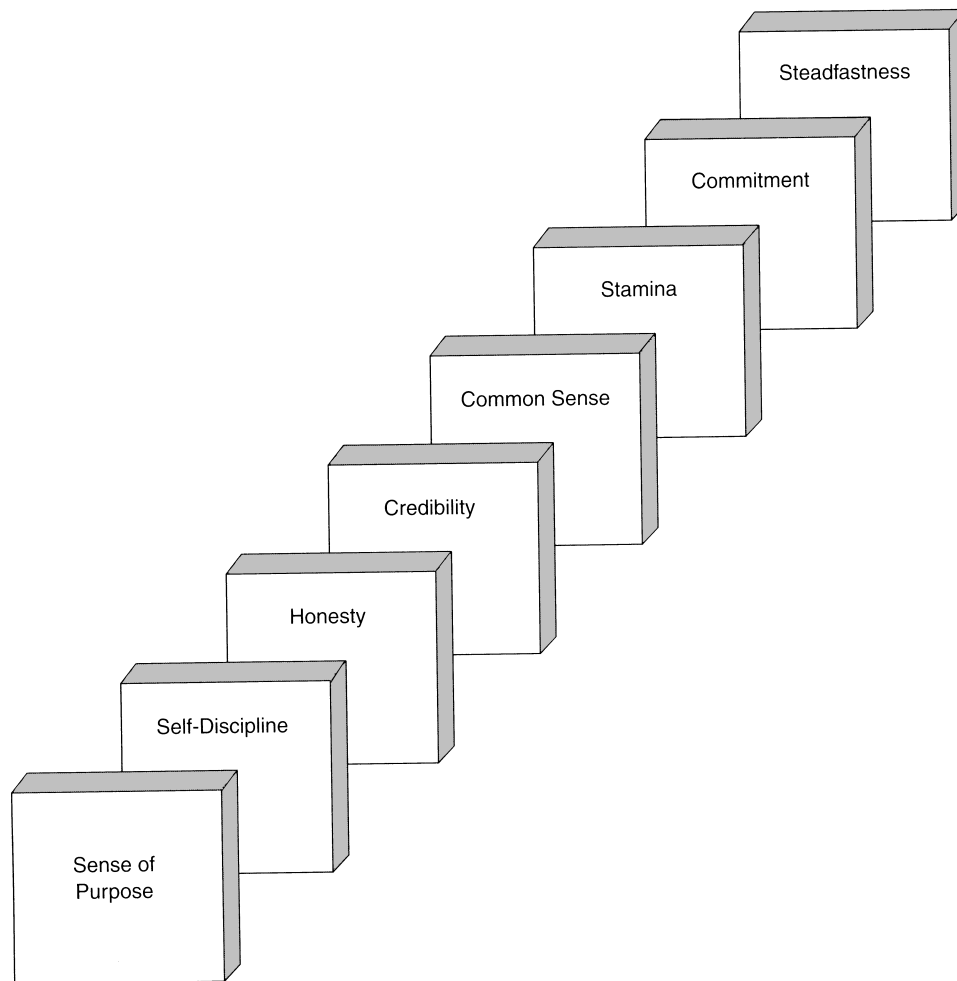 Steadfastness
Commitment
Stamina
Common Sense
Credibility
Honesty
Self-Discipline
Sense of
Purpose